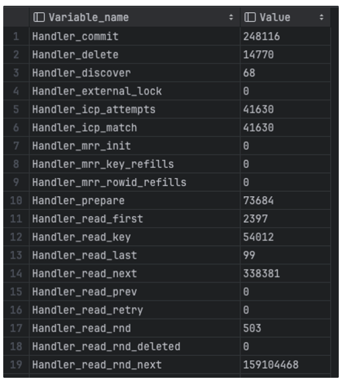 Variable_name Value
1 Handler_commit 248116
2 Handler_delete 14770
3 Handler_discover 68
4 Handler_external_lock 0
5 Handler_icp_attempts 41630
6 Handler_icp_match 41630
7 Handler_mrr_init 0
8 Handler_mrr_key_refills 0
9 Handler_mrr_rowid_refills 0
10 Handler_prepare 73684
11 Handler_read_first 2397
12 Handler_read_key 54012
13 Handler_read_last 99
14 Handler_read_next 338381
15 Handler_read_prev 0
16 Handler_read_retry 0
17 Handler_read_rnd 503
18 Handler_read_rnd_deleted 0
19 Handler_read_rnd_next 159104468